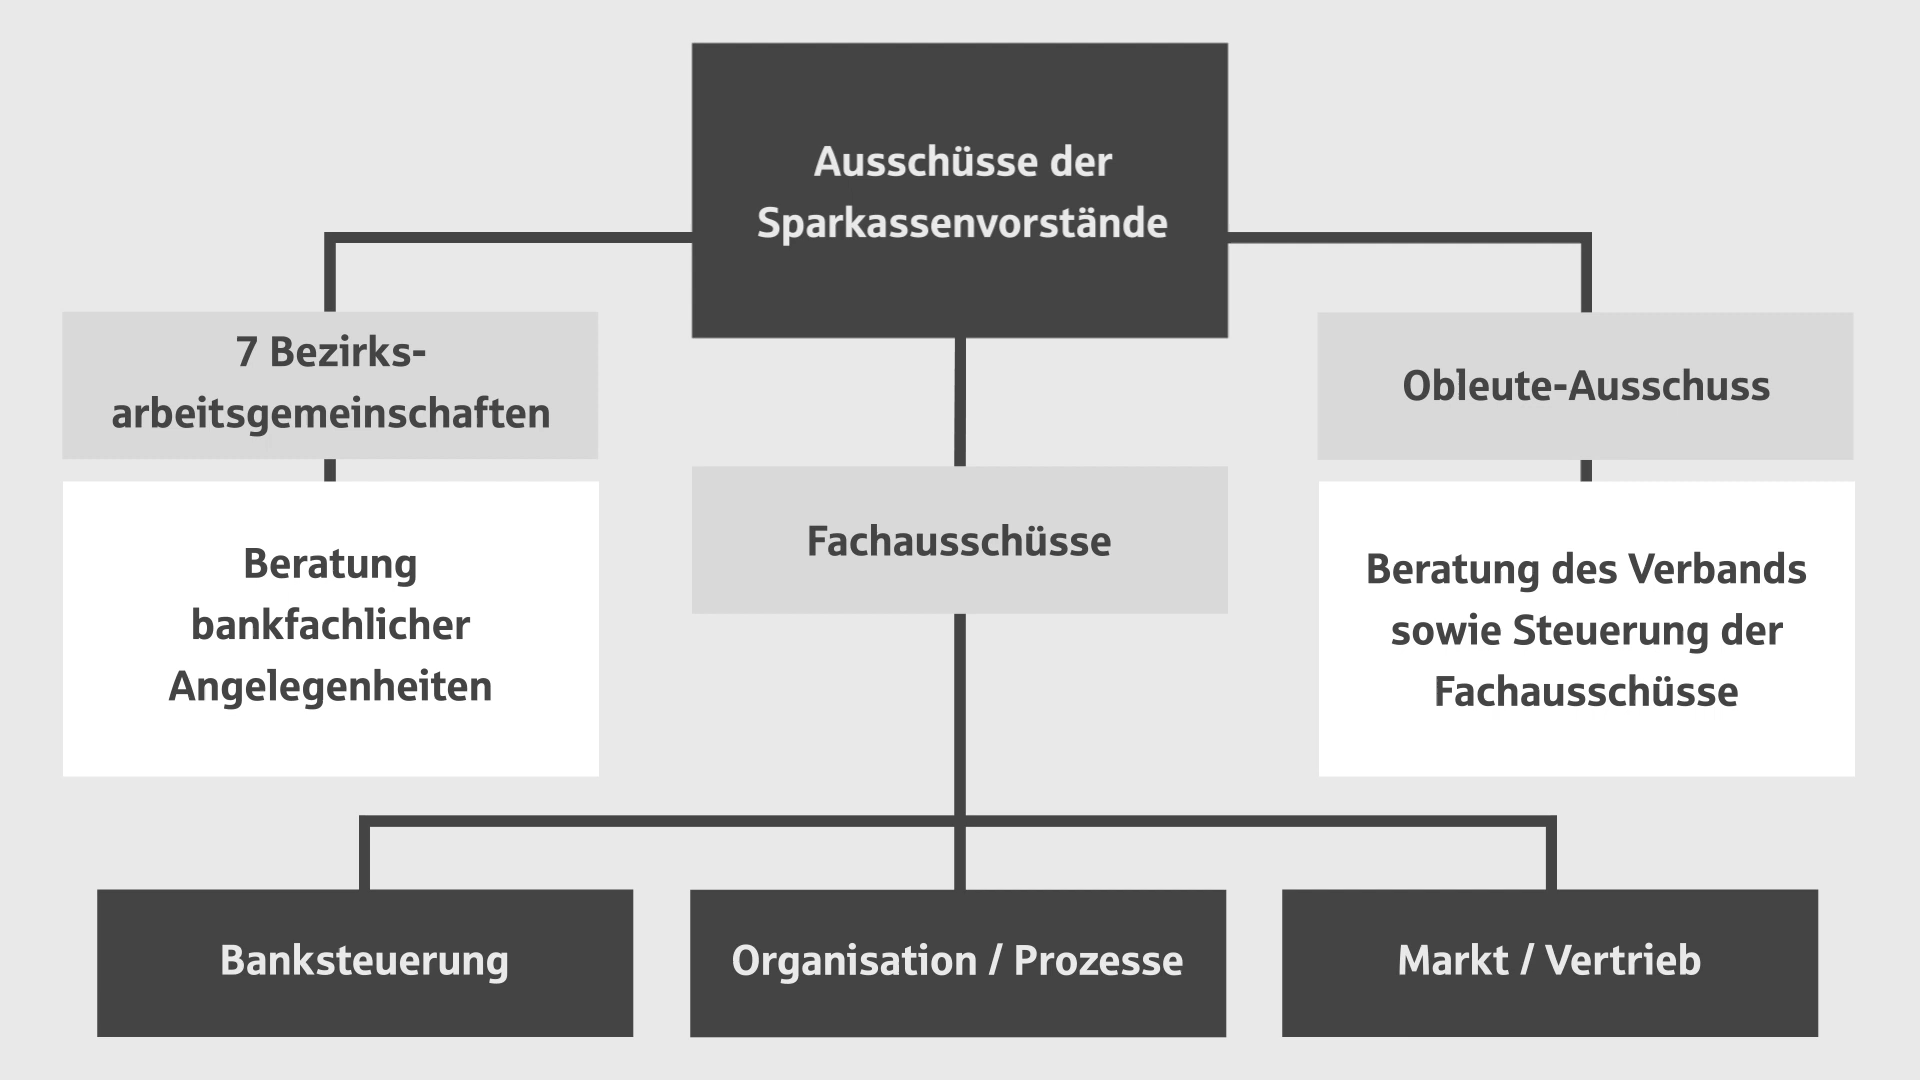 Ausschüsse der
Sparkassenvorstände
7 Bezirks-
arbeitsgemeinschaften
Beratung
bankfachlicher
Angelegenheiten
Fachausschüsse
Obleute-Ausschuss
Beratung des Verbands
sowie Steuerung der
Fachausschüsse
Banksteuerung
Organisation / Prozesse
Markt / Vertrieb